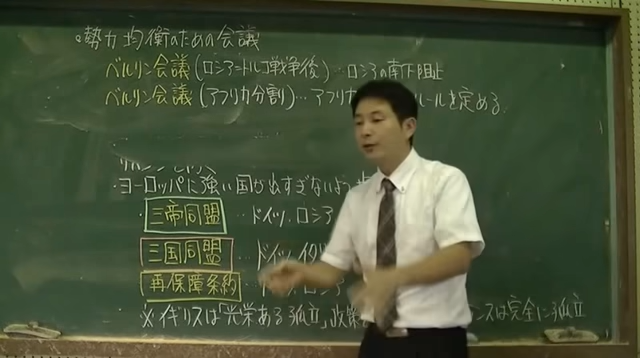 。勢力均衡のための会議
ベルリン会議(ロシア=トルコ戦争後)…ロシアの南下阻止
ベルリン会議(アフリカ分割)…アフリカ ルールを定める。
・ヨーロッパに強い国が出すぎないよう
三帝同盟…ドイツ、ロシア
三国同盟…ドイツ、イタリ
再保障条約 ロシア
※イギリスは「光栄ある孤立」政策 ンスは完全に孤立